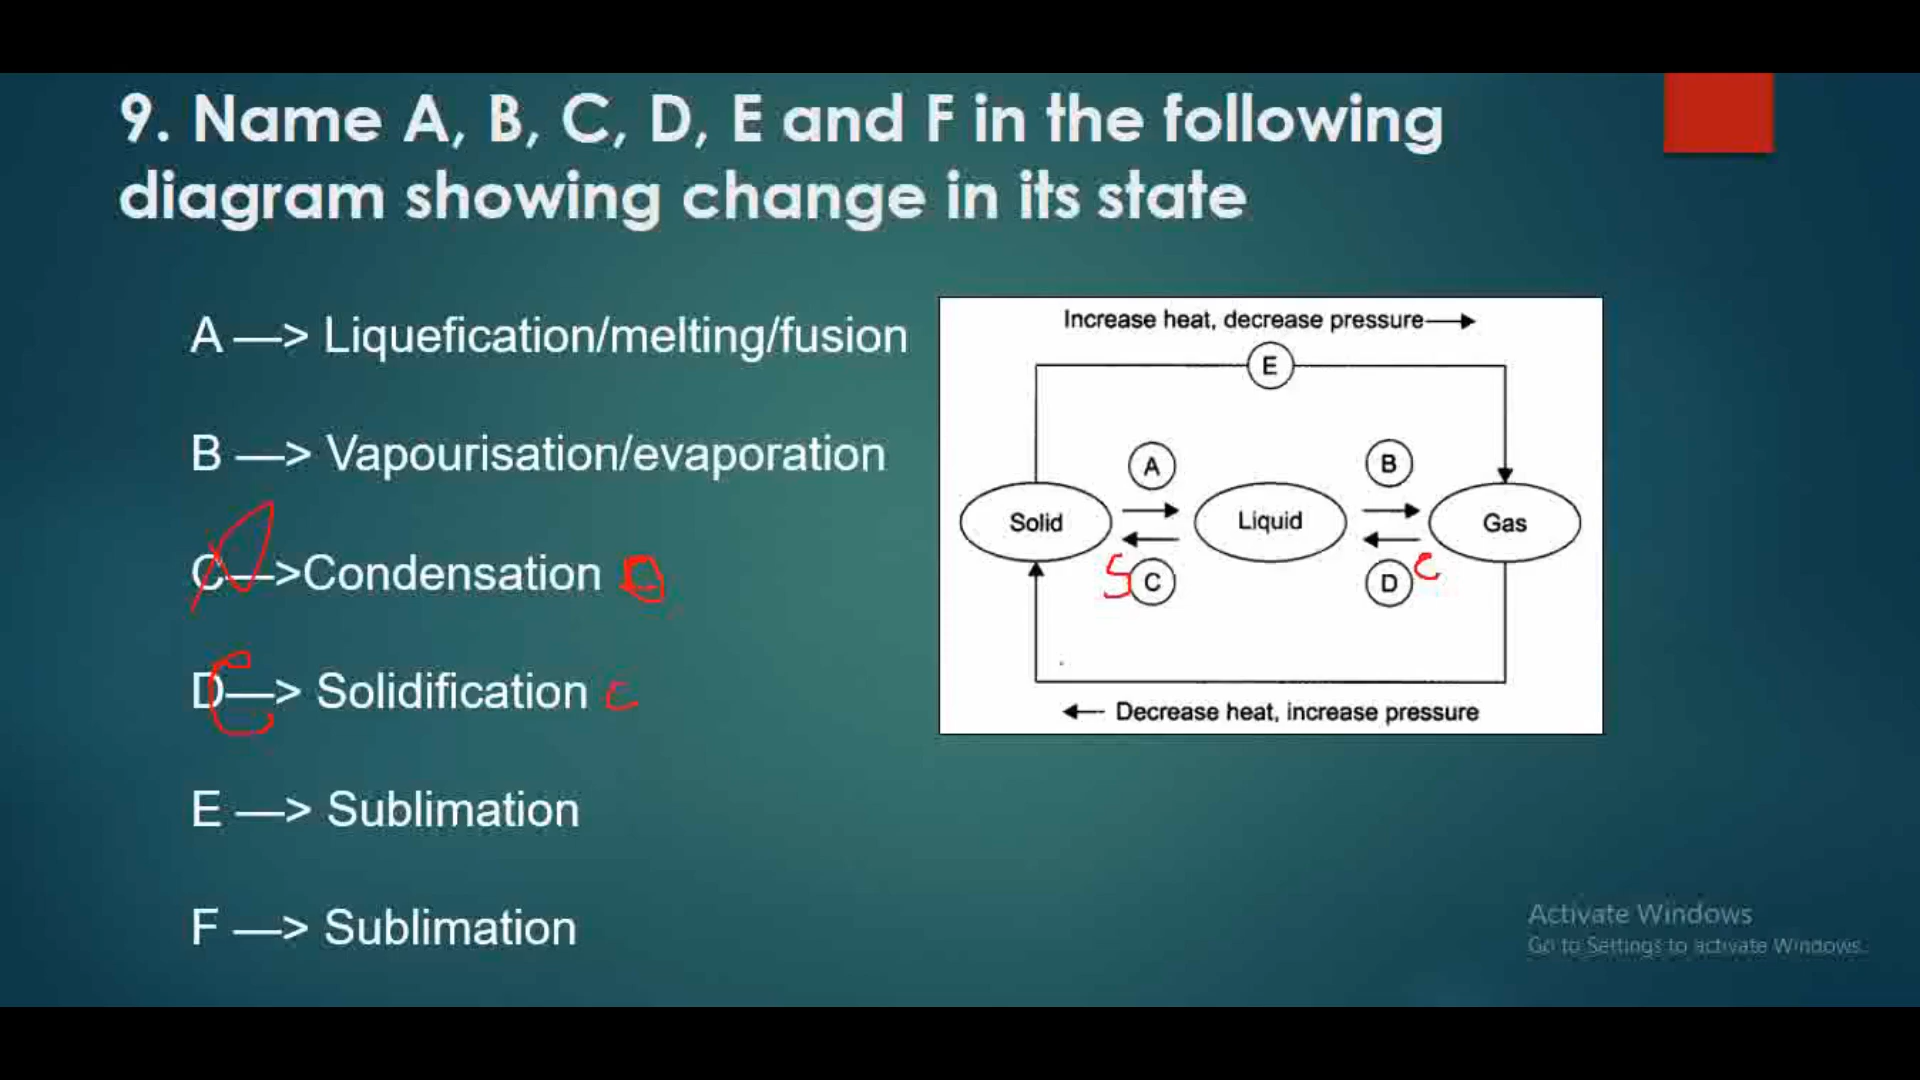 9. Name A, B, C, D, E and F in the following
diagram showing change in its state
A —> Liquefication/melting/fusion
B —> Vapourisation/evaporation
C—>Condensation D
D—> Solidification C
E —> Sublimation
F —> Sublimation
Increase heat, decrease pressure→
E
A
B
Solid
Liquid
Gas
S C
D C
← Decrease heat, increase pressure
Activate Windows
Go to Settings to activate Windows.